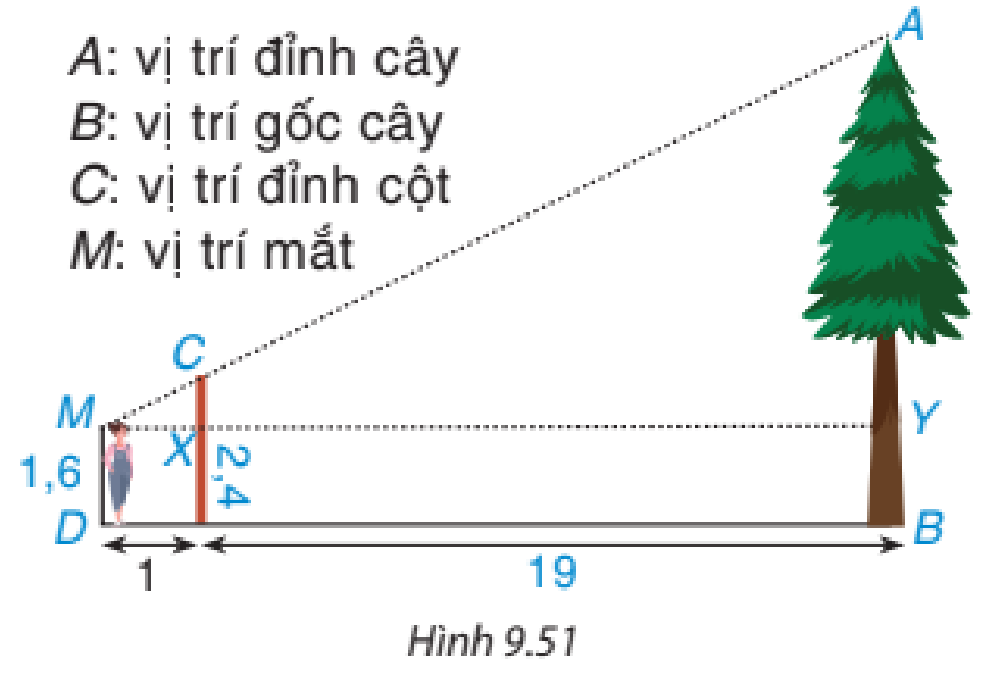 A: vị trí đỉnh cây
B: vị trí gốc cây
C: vị trí đỉnh cột
M: vị trí mắt
A
C
M
X
Y
1,6
2,4
D
B
1
19
Hình 9.51